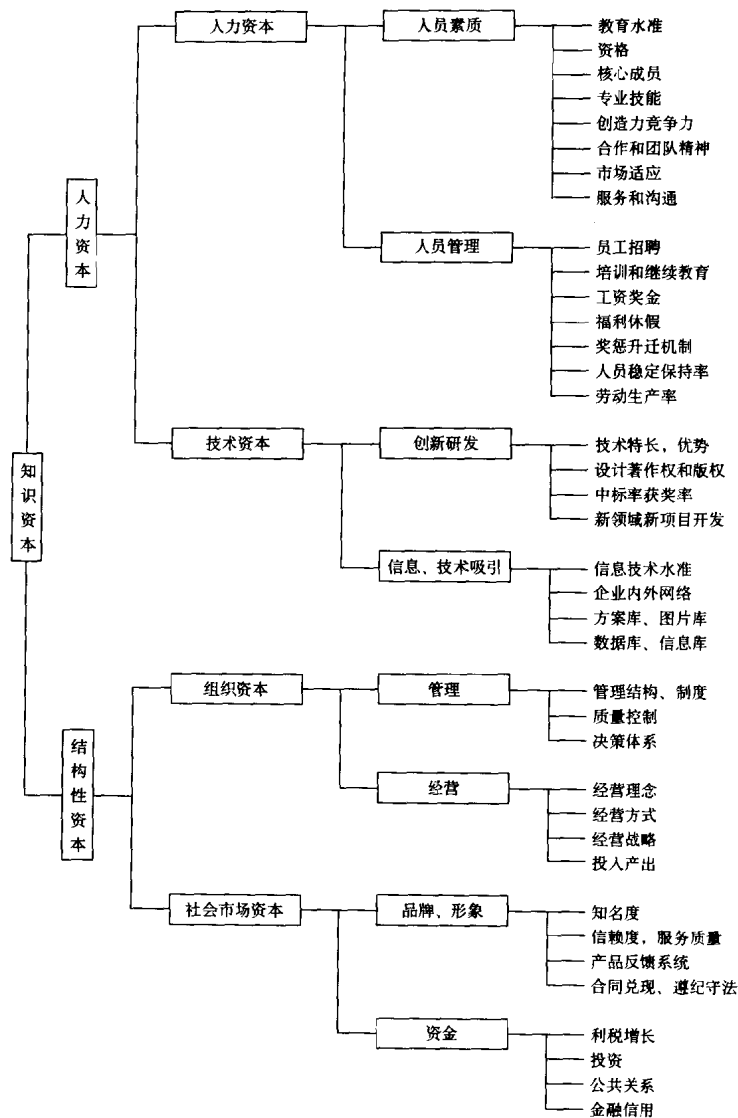 知识资本
人力资本
人力资本
人员素质
教育水准
资格
核心成员
专业技能
创造力竞争力
合作和团队精神
市场适应
服务和沟通
人员管理
员工招聘
培训和继续教育
工资奖金
福利休假
奖惩升迁机制
人员稳定保持率
劳动生产率
技术资本
创新研发
技术特长，优势
设计著作权和版权
中标率获奖率
新领域新项目开发
信息、技术吸引
信息技术水准
企业内外网络
方案库、图片库
数据库、信息库
结构性资本
组织资本
管理
管理结构、制度
质量控制
决策体系
经营
经营理念
经营方式
经营战略
投入产出
社会市场资本
品牌、形象
知名度
信赖度，服务质量
产品反馈系统
合同兑现、遵纪守法
资金
利税增长
投资
公共关系
金融信用